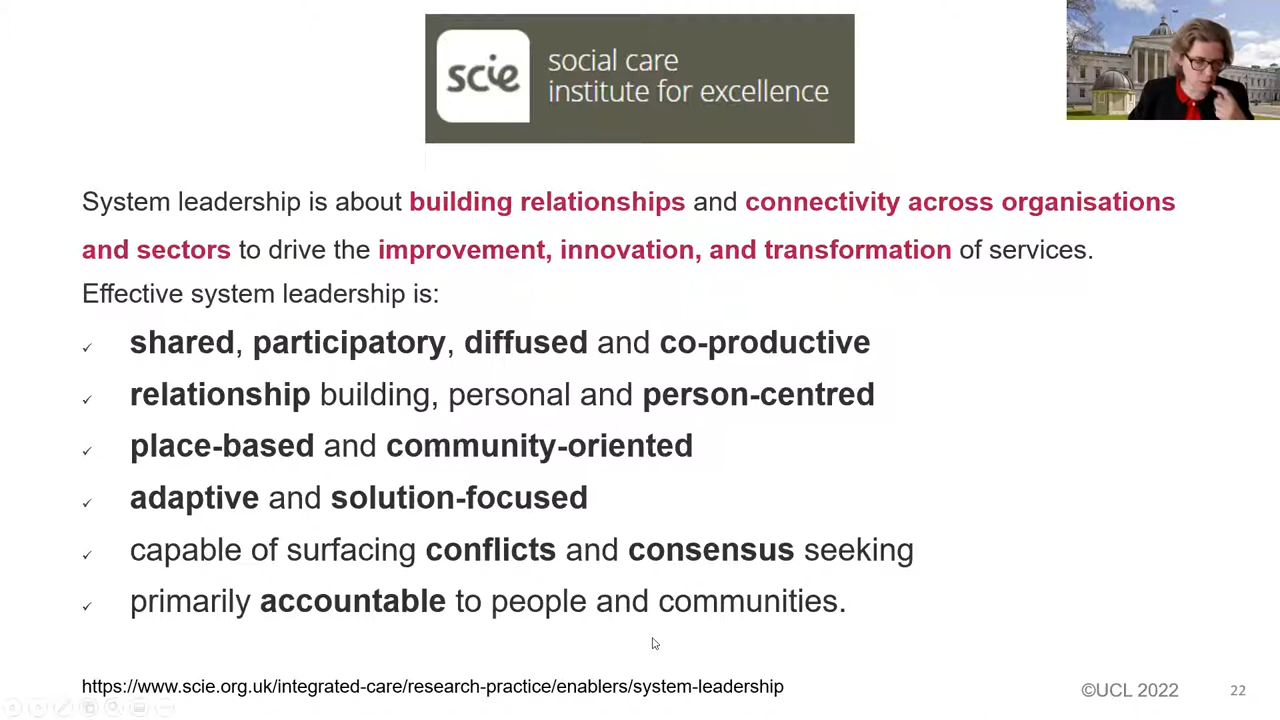 scie
social care
institute for excellence
System leadership is about building relationships and connectivity across organisations
and sectors to drive the improvement, innovation, and transformation of services.
Effective system leadership is:
✓ shared, participatory, diffused and co-productive
✓ relationship building, personal and person-centred
✓ place-based and community-oriented
✓ adaptive and solution-focused
✓ capable of surfacing conflicts and consensus seeking
✓ primarily accountable to people and communities.
https://www.scie.org.uk/integrated-care/research-practice/enablers/system-leadership
©UCL 2022
22